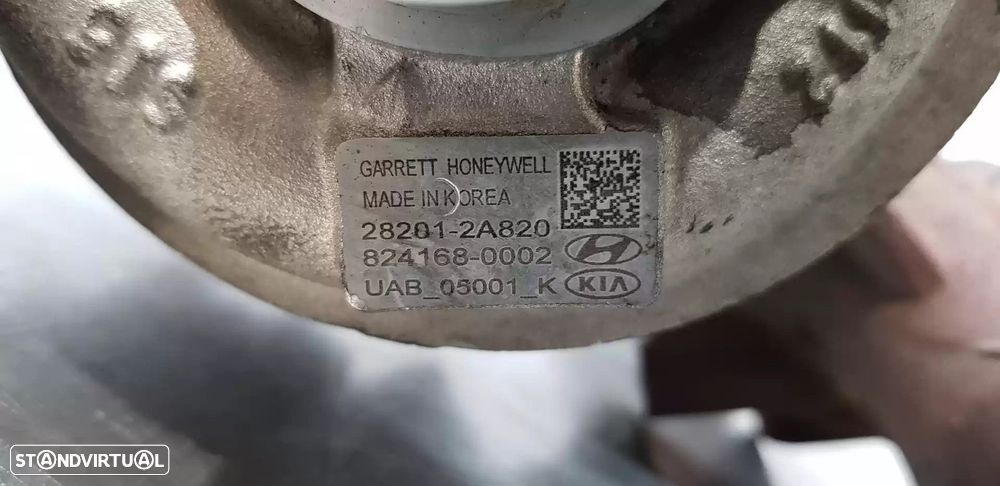 GARRETT HONEYWELL
MADE IN KOREA
28201-2A820
824168-0002
UAB_05001_K KIA
STANDVIRTUAL